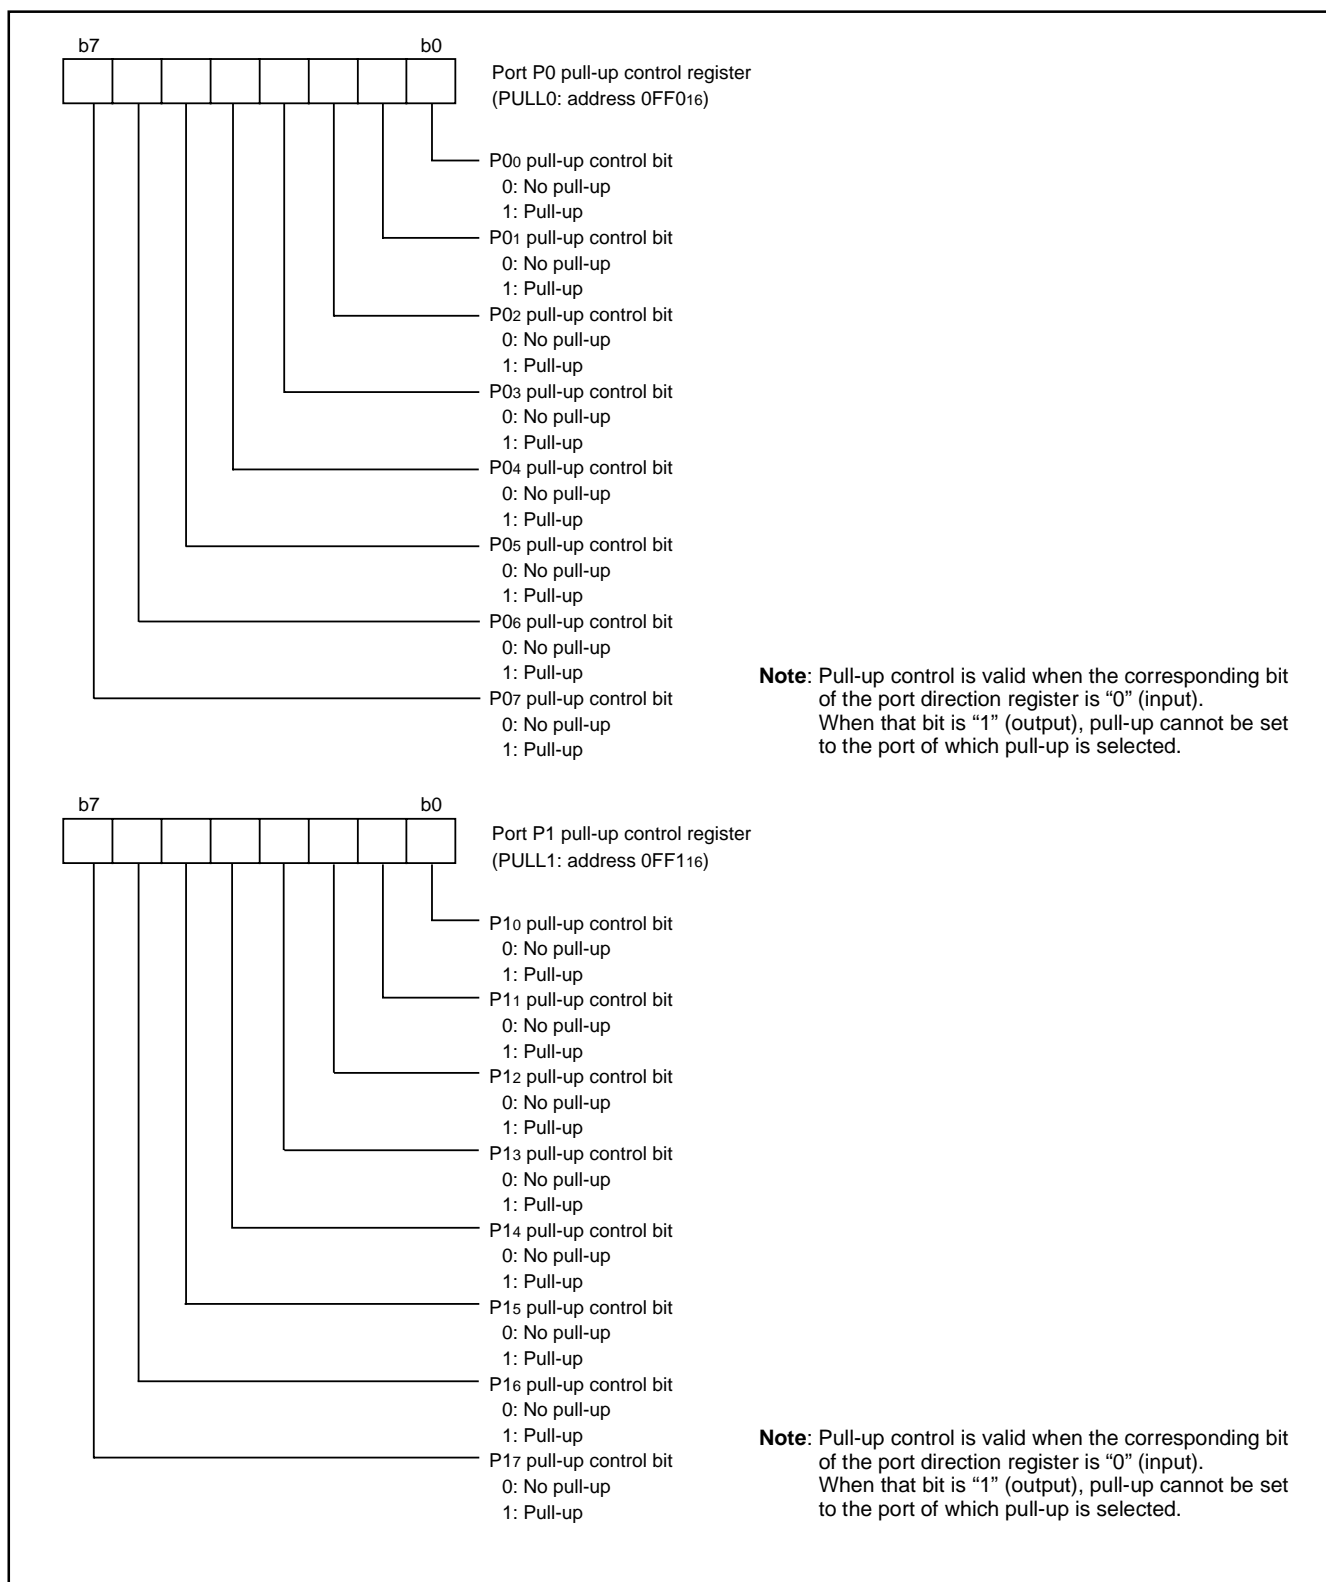 b7 b0
Port P0 pull-up control register
(PULL0: address 0FF016)
P00 pull-up control bit
0: No pull-up
1: Pull-up
P01 pull-up control bit
0: No pull-up
1: Pull-up
P02 pull-up control bit
0: No pull-up
1: Pull-up
P03 pull-up control bit
0: No pull-up
1: Pull-up
P04 pull-up control bit
0: No pull-up
1: Pull-up
P05 pull-up control bit
0: No pull-up
1: Pull-up
P06 pull-up control bit
0: No pull-up
1: Pull-up
P07 pull-up control bit
0: No pull-up
1: Pull-up
Note: Pull-up control is valid when the corresponding bit
of the port direction register is “0” (input).
When that bit is “1” (output), pull-up cannot be set
to the port of which pull-up is selected.
b7 b0
Port P1 pull-up control register
(PULL1: address 0FF116)
P10 pull-up control bit
0: No pull-up
1: Pull-up
P11 pull-up control bit
0: No pull-up
1: Pull-up
P12 pull-up control bit
0: No pull-up
1: Pull-up
P13 pull-up control bit
0: No pull-up
1: Pull-up
P14 pull-up control bit
0: No pull-up
1: Pull-up
P15 pull-up control bit
0: No pull-up
1: Pull-up
P16 pull-up control bit
0: No pull-up
1: Pull-up
P17 pull-up control bit
0: No pull-up
1: Pull-up
Note: Pull-up control is valid when the corresponding bit
of the port direction register is “0” (input).
When that bit is “1” (output), pull-up cannot be set
to the port of which pull-up is selected.